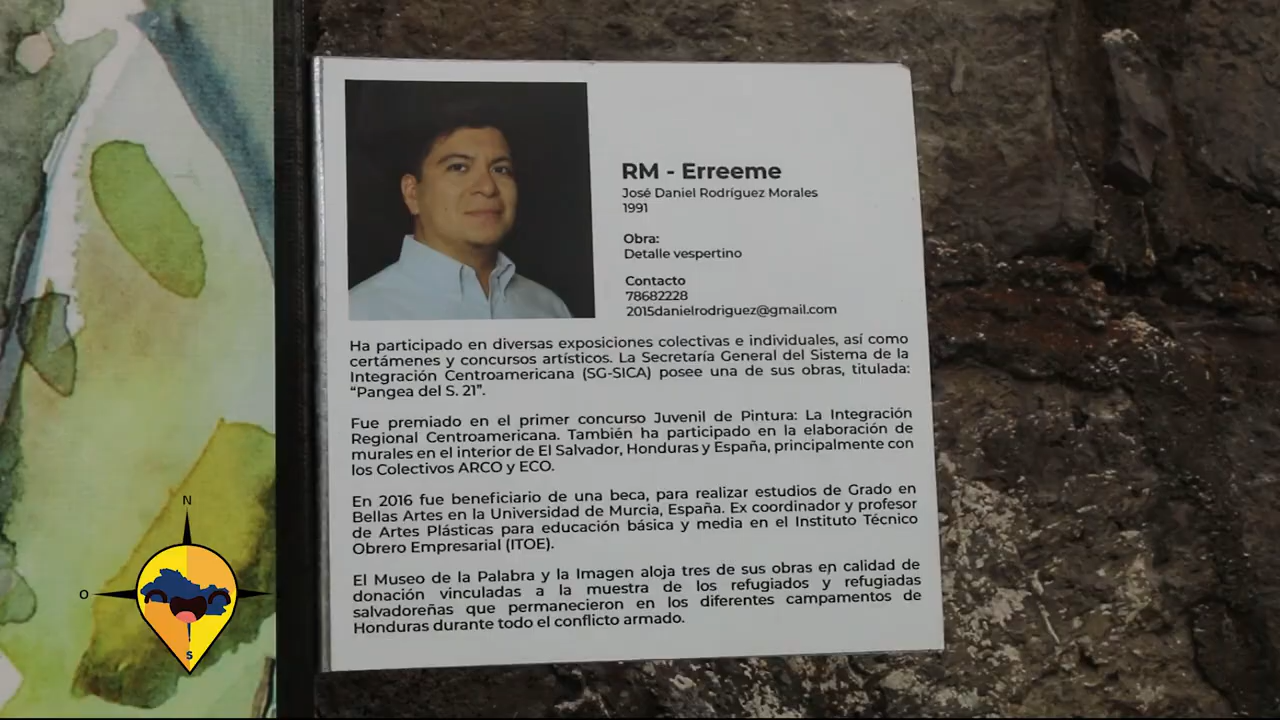 RM - Erreeme
José Daniel Rodríguez Morales
1991
Obra:
Detalle vespertino
Contacto
78682228
2015danielrodriguez@gmail.com
Ha participado en diversas exposiciones colectivas e individuales, así como
certámenes y concursos artísticos. La Secretaría General del Sistema de la
Integración Centroamericana (SG-SICA) posee una de sus obras, titulada:
“Pangea del S. 21”.
Fue premiado en el primer concurso Juvenil de Pintura: La Integración
Regional Centroamericana. También ha participado en la elaboración de
murales en el interior de El Salvador, Honduras y España, principalmente con
los Colectivos ARCO y ECO.
En 2016 fue beneficiario de una beca, para realizar estudios de Grado en
Bellas Artes en la Universidad de Murcia, España. Ex coordinador y profesor
de Artes Plásticas para educación básica y media en el Instituto Técnico
Obrero Empresarial (ITOE).
El Museo de la Palabra y la Imagen aloja tres de sus obras en calidad de
donación vinculadas a la muestra de los refugiados y refugiadas
salvadoreñas que permanecieron en los diferentes campamentos de
Honduras durante todo el conflicto armado.
N
O
S